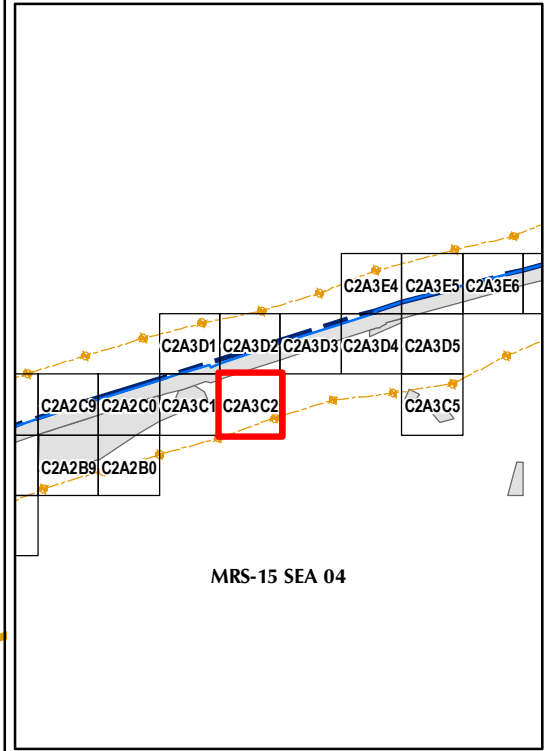 C2A3E4 C2A3E5 C2A3E6
C2A3D1 C2A3D2 C2A3D3 C2A3D4 C2A3D5
C2A2C9 C2A2C0 C2A3C1 C2A3C2 C2A3C5
C2A2B9 C2A2B0
MRS-15 SEA 04